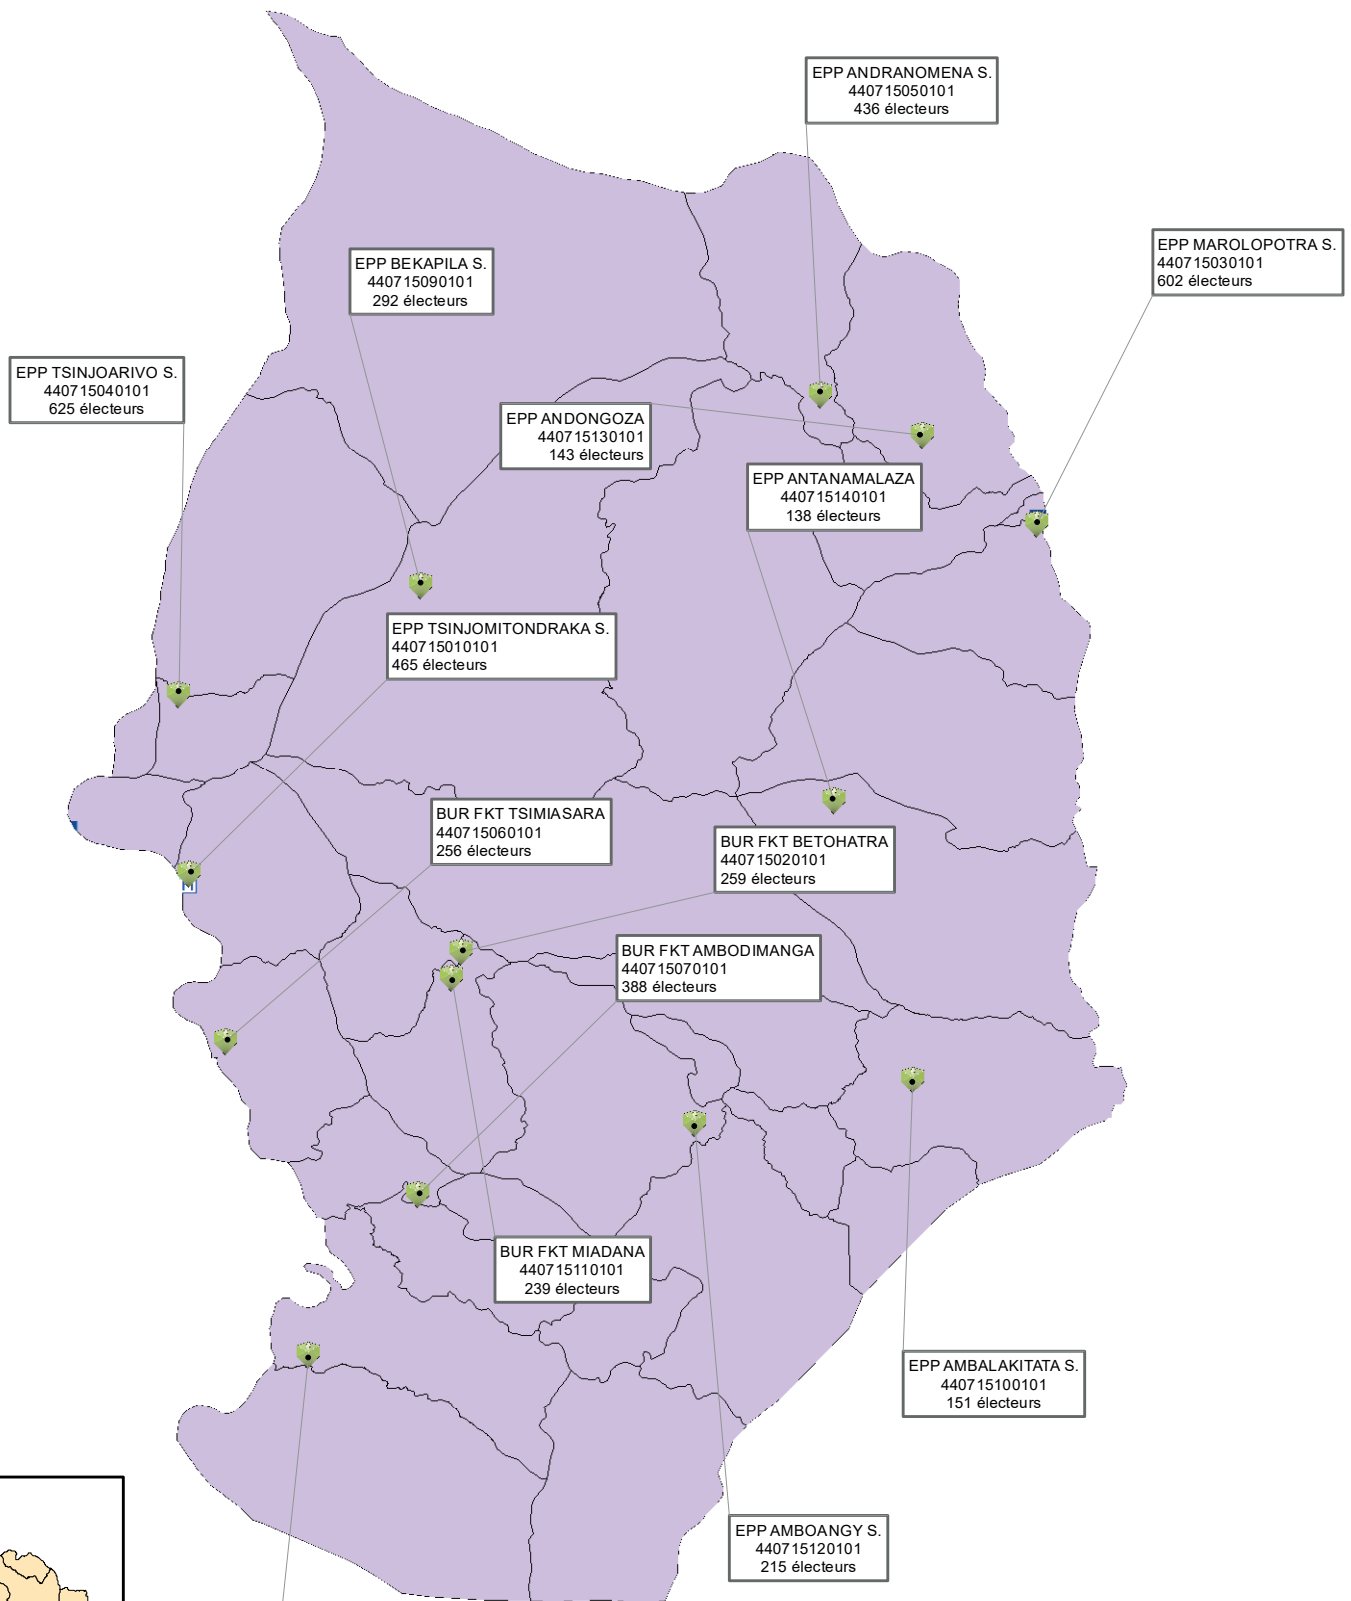 EPP ANDRANOMENA S.
440715050101
436 électeurs
EPP MAROLOPOTRA S.
440715030101
602 électeurs
EPP BEKAPILA S.
440715090101
292 électeurs
EPP TSINJOARIVO S.
440715040101
625 électeurs
EPP ANDONGOZA
440715130101
143 électeurs
EPP ANTANAMALAZA
440715140101
138 électeurs
EPP TSINJOMITONDRAKA S.
440715010101
465 électeurs
BUR FKT TSIMIASARA
440715060101
256 électeurs
BUR FKT BETOHATRA
440715020101
259 électeurs
BUR FKT AMBODIMANGA
440715070101
388 électeurs
BUR FKT MIADANA
440715110101
239 électeurs
EPP AMBALAKITATA S.
440715100101
151 électeurs
EPP AMBOANGY S.
440715120101
215 électeurs